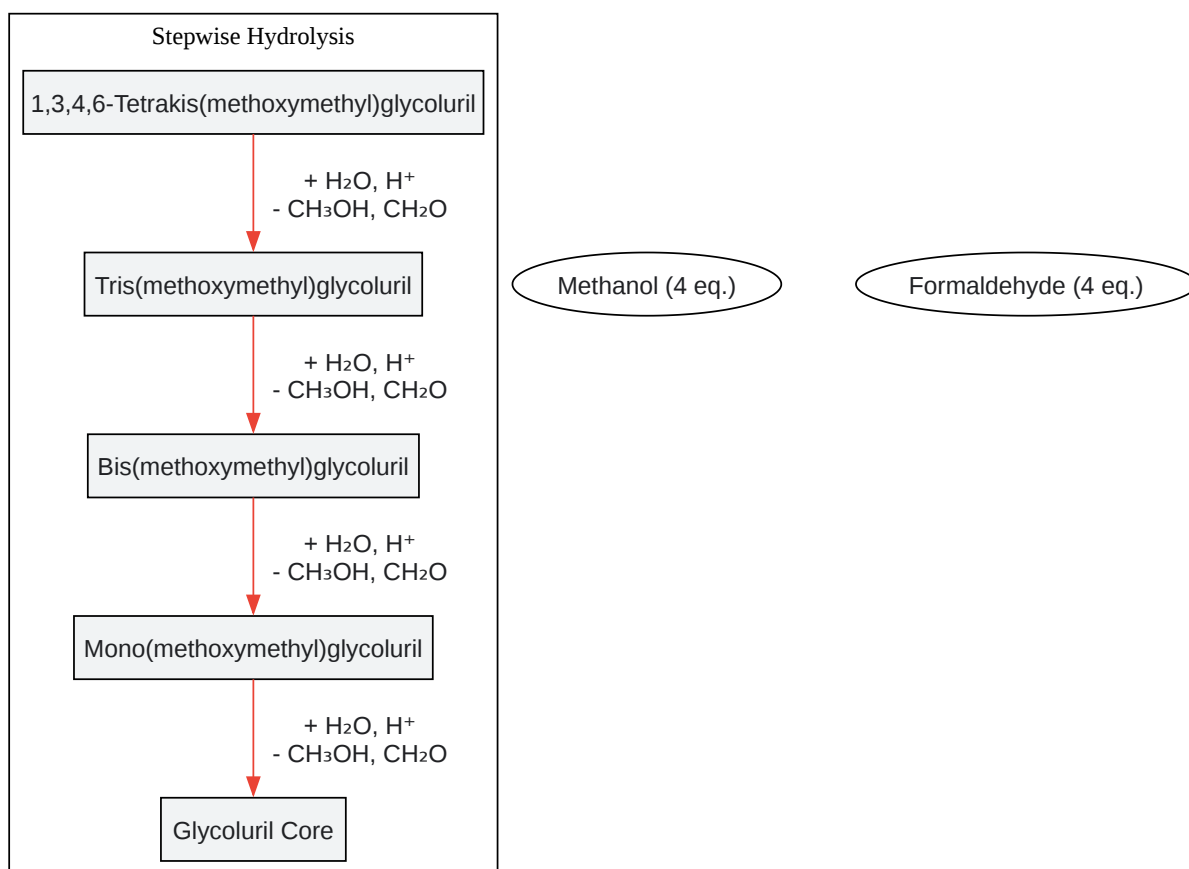 Stepwise Hydrolysis
1,3,4,6-Tetrakis(methoxymethyl)glycoluril
+ H₂O, H⁺
- CH₃OH, CH₂O
Tris(methoxymethyl)glycoluril
Methanol (4 eq.)
Formaldehyde (4 eq.)
+ H₂O, H⁺
- CH₃OH, CH₂O
Bis(methoxymethyl)glycoluril
+ H₂O, H⁺
- CH₃OH, CH₂O
Mono(methoxymethyl)glycoluril
+ H₂O, H⁺
- CH₃OH, CH₂O
Glycoluril Core